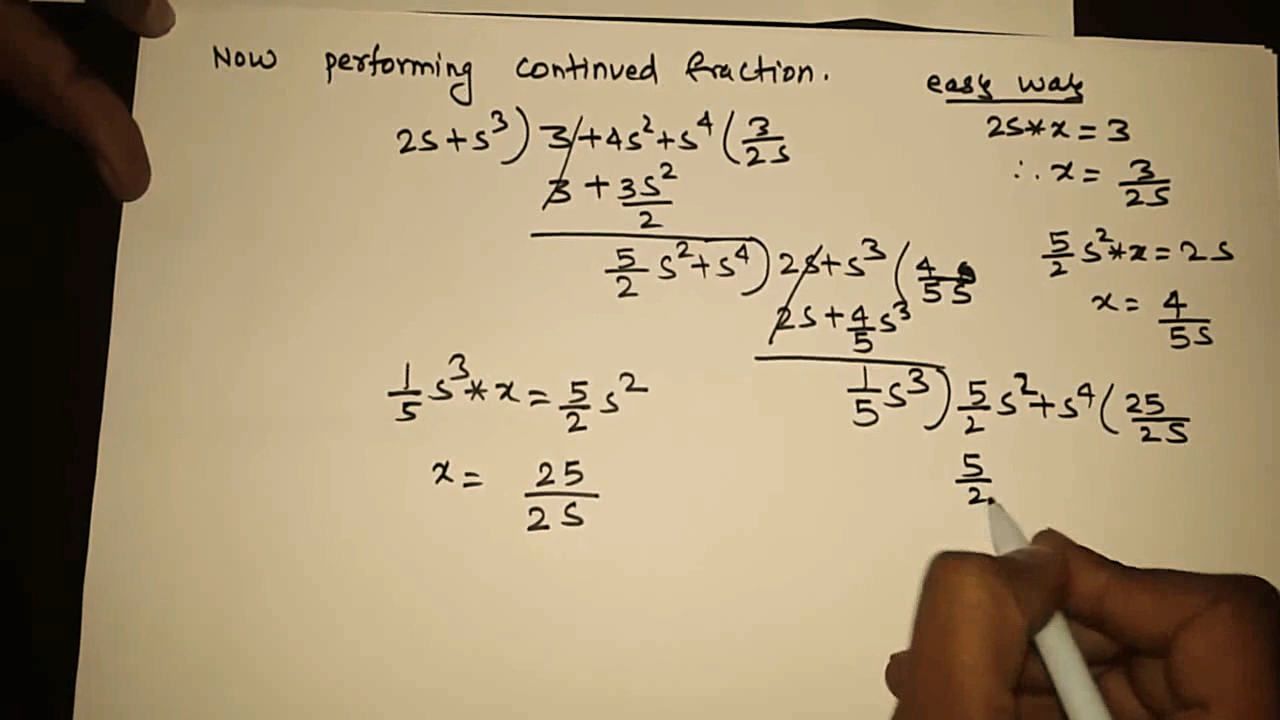 Now performing continued fraction.
2s+s³) 3+4s²+s⁴ (3/2s
3 + 3s²/2
5/2 s²+s⁴) 2s+s³ (4/5s
2s+4/5 s³
1/5 s³) 5/2 s²+s⁴ (25/2s
5/2
easy way
2s*x=3
∴ x= 3/2s
5/2 s²*x=2s
x= 4/5s
1/5 s³*x=5/2 s²
x= 25/2s